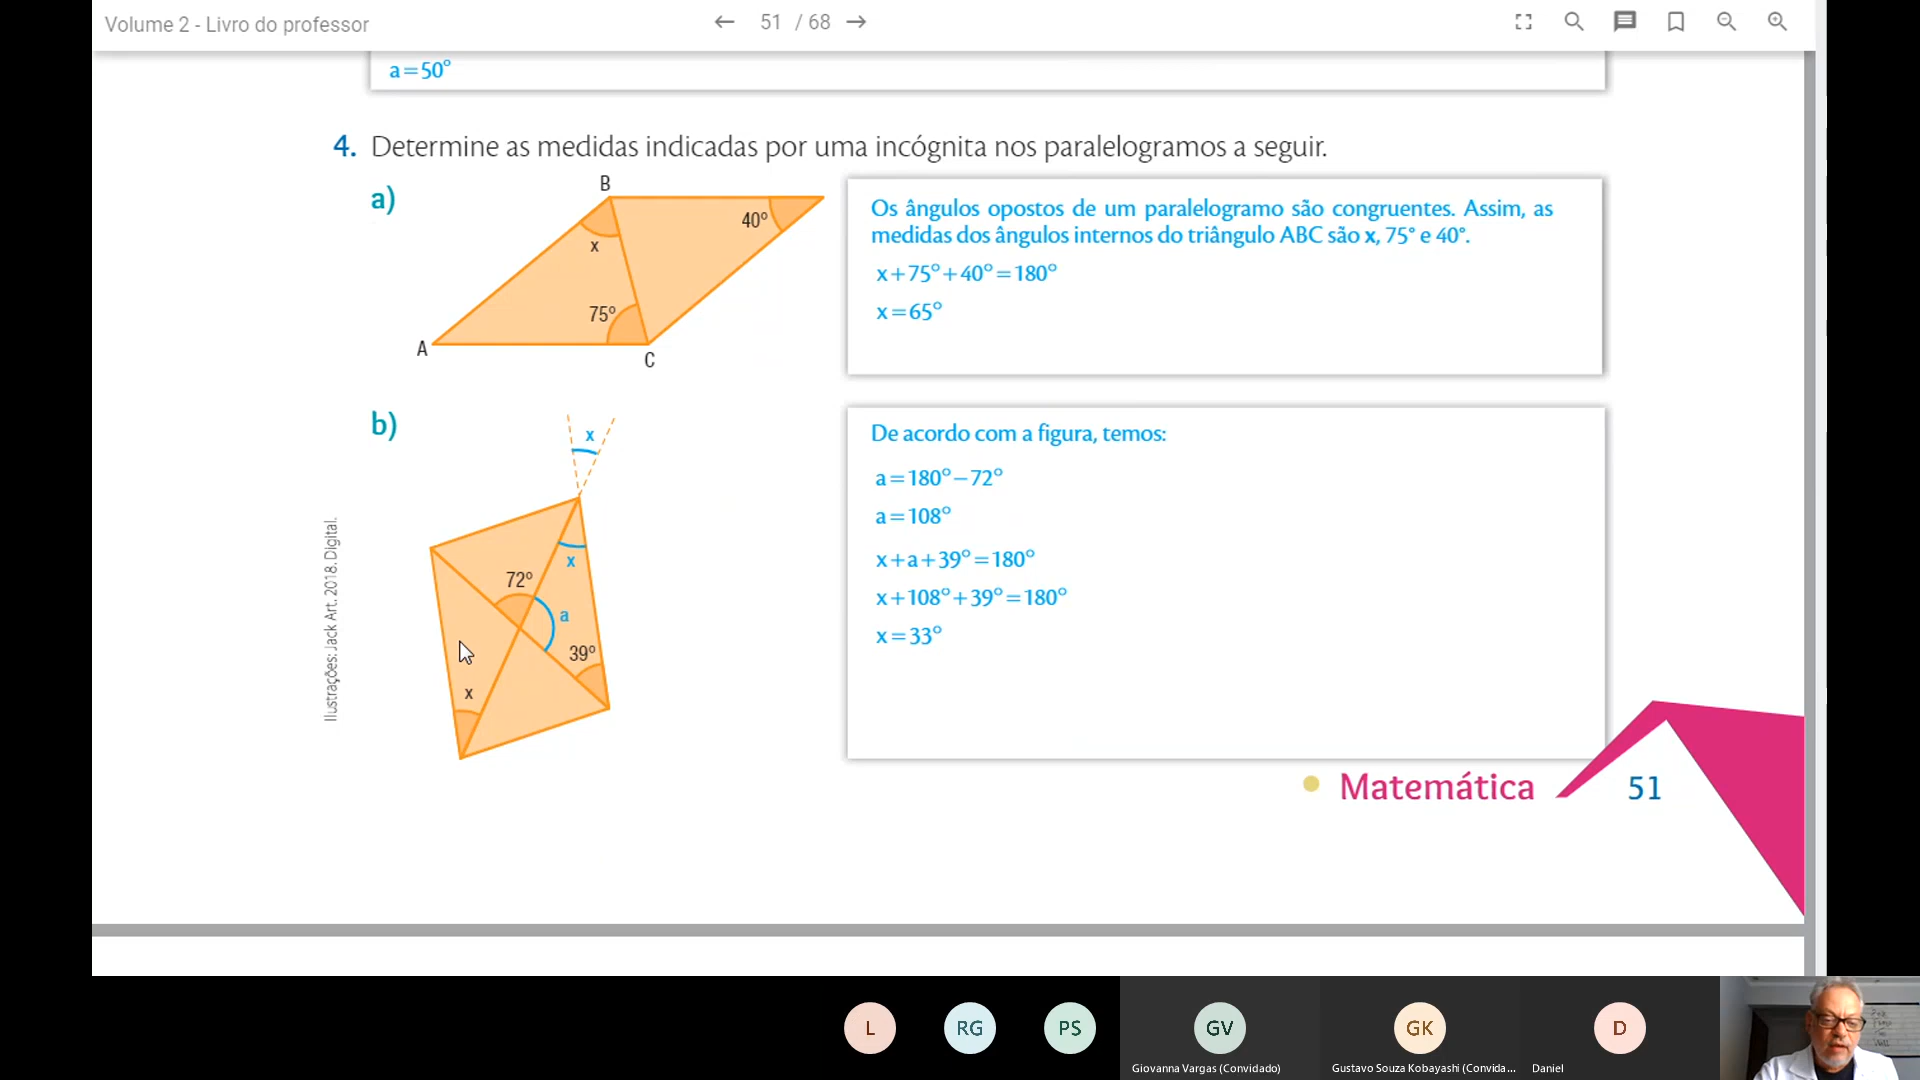 Volume 2 - Livro do professor
51 / 68
a=50°
4. Determine as medidas indicadas por uma incógnita nos paralelogramos a seguir.
a)
B
40°
x
75°
A
C
Os ângulos opostos de um paralelogramo são congruentes. Assim, as
medidas dos ângulos internos do triângulo ABC são x, 75° e 40°.
x+75°+40°=180°
x=65°
b)
x
x
72°
a
39°
x
De acordo com a figura, temos:
a=180°–72°
a=108°
x+a+39°=180°
x+108°+39°=180°
x=33°
Ilustrações: Jack Art. 2018. Digital.
Matemática 51
L
RG
PS
GV
GK
D
Giovanna Vargas (Convidado)
Gustavo Souza Kobayashi (Convida...
Daniel